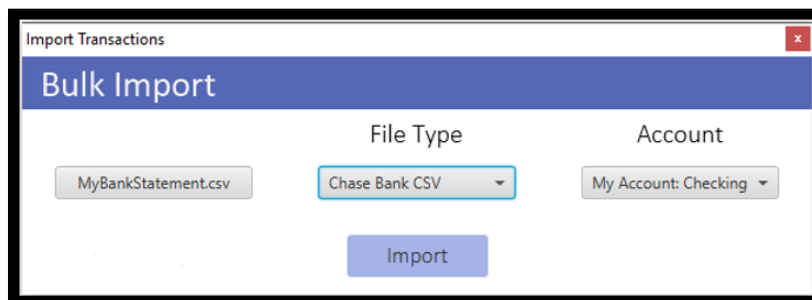 Import Transactions
x
Bulk Import
File Type
Account
MyBankStatement.csv
Chase Bank CSV
My Account: Checking
Import